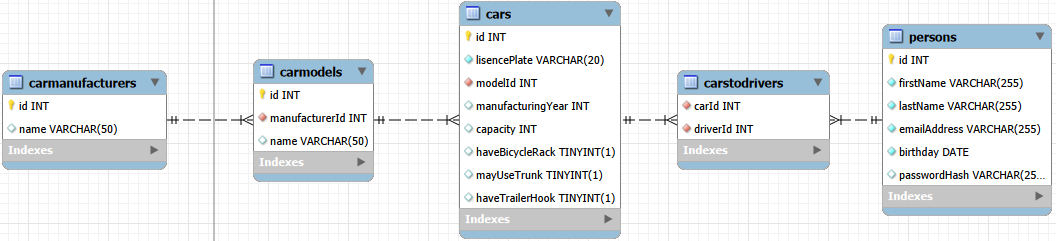 carmanufacturers
id INT
name VARCHAR(50)
Indexes
carmodels
id INT
manufacturerId INT
name VARCHAR(50)
Indexes
cars
id INT
lisencePlate VARCHAR(20)
modelId INT
manufacturingYear INT
capacity INT
haveBicycleRack TINYINT(1)
mayUseTrunk TINYINT(1)
haveTrailerHook TINYINT(1)
Indexes
carstodrivers
carId INT
driverId INT
Indexes
persons
id INT
firstName VARCHAR(255)
lastName VARCHAR(255)
emailAddress VARCHAR(255)
birthday DATE
passwordHash VARCHAR(25...
Indexes